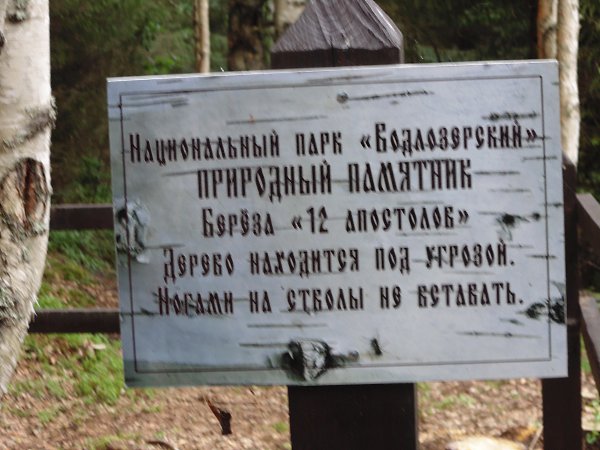 Национальный парк «Водлозерский»
ПРИРОДНЫЙ ПАМЯТНИК
Берёза «12 апостолов»
Дерево находится под угрозой.
Ногами на стволы не вставать.